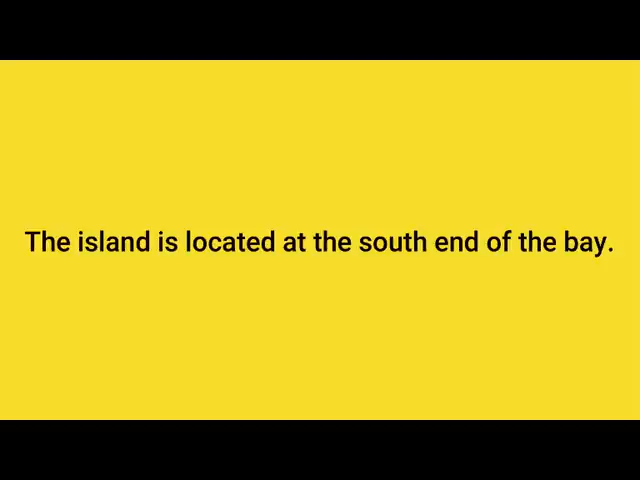 The island is located at the south end of the bay.